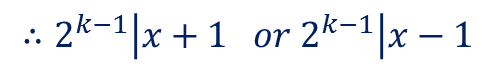 ∴ 2^{k−1}|x + 1 or 2^{k−1}|x − 1